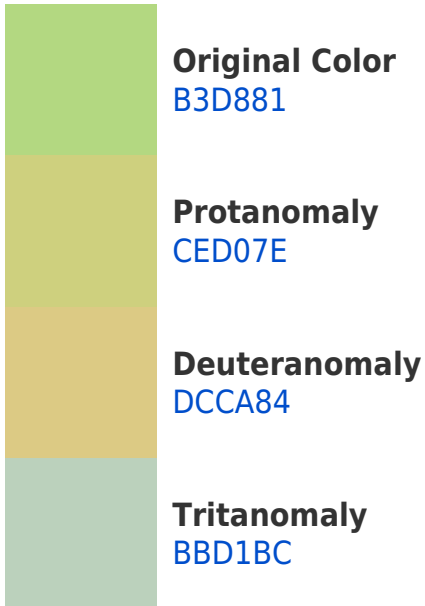 Original Color
B3D881
Protanomaly
CED07E
Deuteranomaly
DCCA84
Tritanomaly
BBD1BC